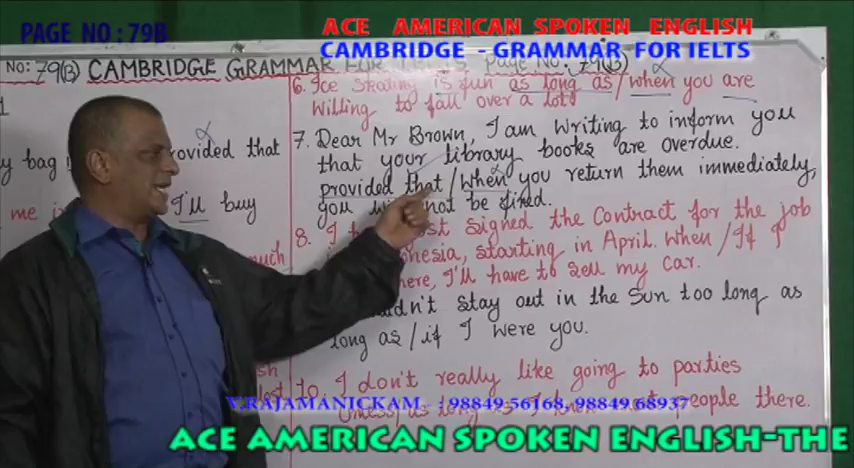 PAGE NO : 79B
ACE AMERICAN SPOKEN ENGLISH
CAMBRIDGE - GRAMMAR FOR IELTS
NO: 79(B) CAMBRIDGE GRAMMAR FOR IELTS Page No: 79(B)
y bag
ovided that
me i
I'll buy
much
6. Ice skating is fun as long as / when you are
willing to fall over a lot.
7. Dear Mr Brown, I am writing to inform you
that your library books are overdue.
provided that / when you return them immediately,
you not be fined.
8. I signed the Contract for the job
starting in April. When / If I
I'll have to sell my car.
stay out in the Sun too long as
long as / if I were you.
10. I don't really like going to parties
people there.
V.RAJAMANICKAM - 98849 56168, 98849 68937
ACE AMERICAN SPOKEN ENGLISH-THE